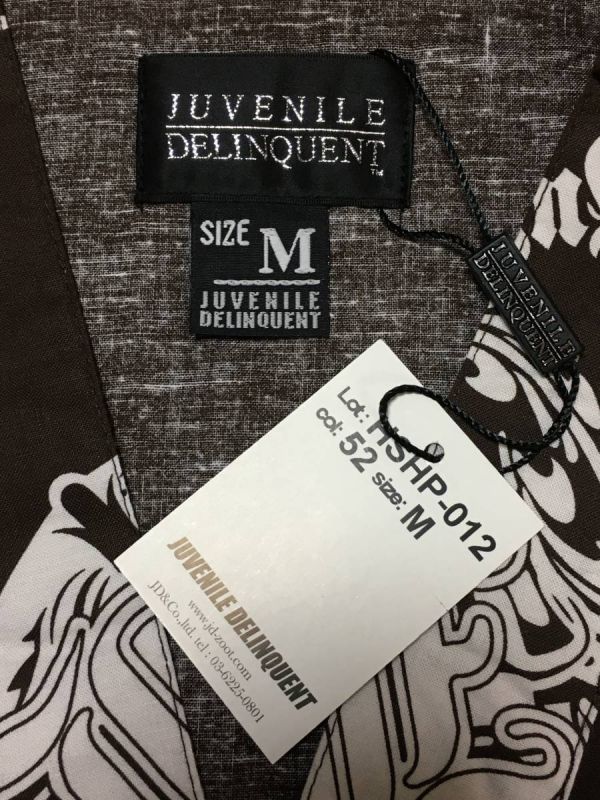 JUVENILE
DELINQUENT
TM
SIZE M
JUVENILE
DELINQUENT
JUVENILE
DELINQUENT
Lot: HSHP-012
col: 52 size: M
JUVENILE DELINQUENT
www.jd-zoot.com
JD&Co.,ltd. tel : 03-6225-0801